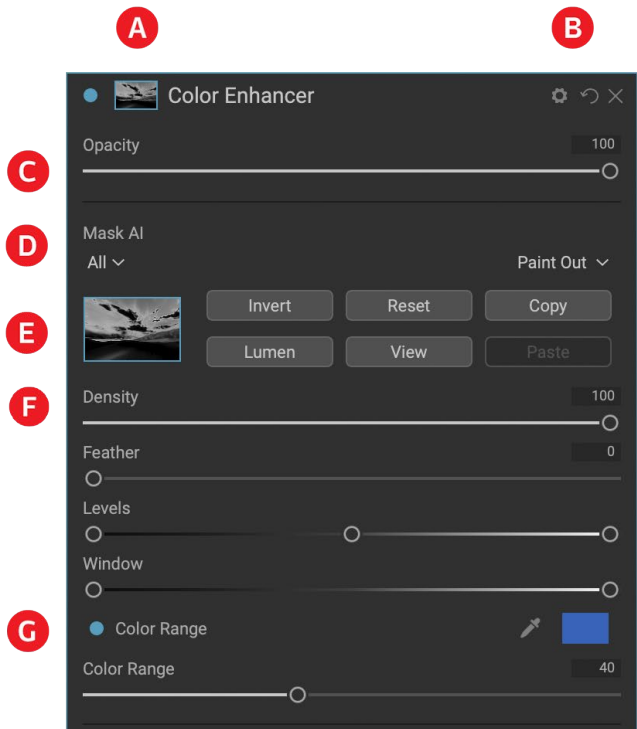 A
B
Color Enhancer
Opacity
100
C
D
Mask AI
All
Paint Out
E
Invert
Reset
Copy
Lumen
View
Paste
F
Density
100
Feather
0
Levels
Window
G
Color Range
Color Range
40